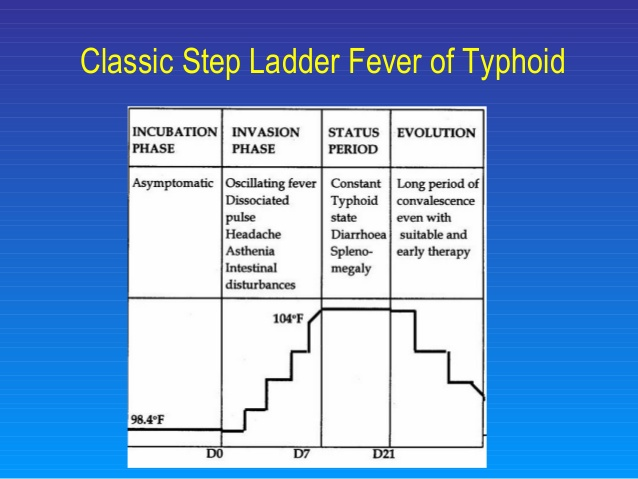 Classic Step Ladder Fever of Typhoid
INCUBATION PHASE
INVASION PHASE
STATUS PERIOD
EVOLUTION
Asymptomatic
Oscillating fever
Dissociated
pulse
Headache
Asthenia
Intestinal
disturbances
Constant
Typhoid
state
Diarrhoea
Spleno-
megaly
Long period of
convalescence
even with
suitable and
early therapy
104°F
98.4°F
D0
D7
D21